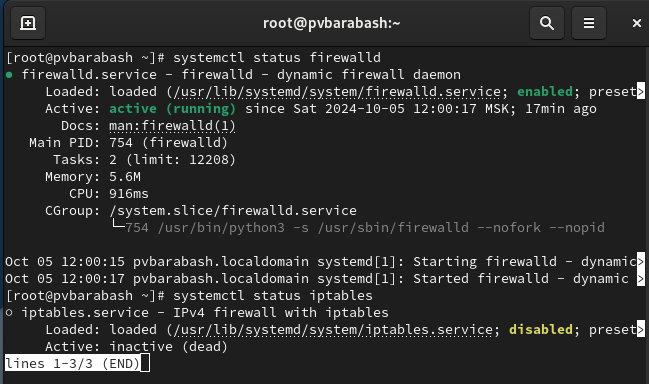 root@pvbarabash:~
[root@pvbarabash ~]# systemctl status firewalld
● firewalld.service - firewalld - dynamic firewall daemon
Loaded: loaded (/usr/lib/systemd/system/firewalld.service; enabled; preset>
Active: active (running) since Sat 2024-10-05 12:00:17 MSK; 17min ago
Docs: man:firewalld(1)
Main PID: 754 (firewalld)
Tasks: 2 (limit: 12208)
Memory: 5.6M
CPU: 916ms
CGroup: /system.slice/firewalld.service
└─754 /usr/bin/python3 -s /usr/sbin/firewalld --nofork --nopid
Oct 05 12:00:15 pvbarabash.localdomain systemd[1]: Starting firewalld - dynamic>
Oct 05 12:00:17 pvbarabash.localdomain systemd[1]: Started firewalld - dynamic >
[root@pvbarabash ~]# systemctl status iptables
○ iptables.service - IPv4 firewall with iptables
Loaded: loaded (/usr/lib/systemd/system/iptables.service; disabled; preset>
Active: inactive (dead)
lines 1-3/3 (END)